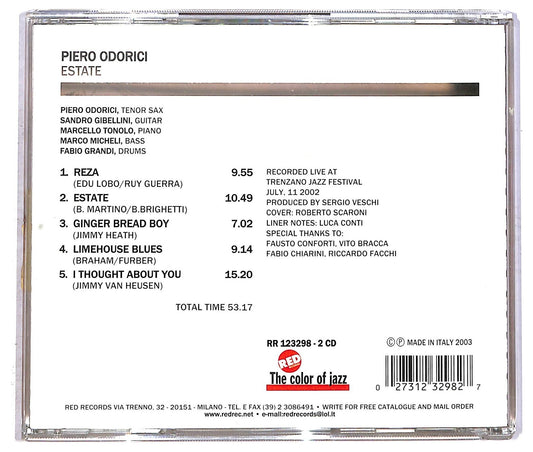 PIERO ODORICI
ESTATE
PIERO ODORICI, TENOR SAX
SANDRO GIBELLINI, GUITAR
MARCELLO TONOLO, PIANO
MARCO MICHELI, BASS
FABIO GRANDI, DRUMS
1. REZA 9.55
(EDU LOBO/RUY GUERRA)
2. ESTATE 10.49
(B. MARTINO/B.BRIGHETTI)
3. GINGER BREAD BOY 7.02
(JIMMY HEATH)
4. LIMEHOUSE BLUES 9.14
(BRAHAM/FURBER)
5. I THOUGHT ABOUT YOU 15.20
(JIMMY VAN HEUSEN)
TOTAL TIME 53.17
RECORDED LIVE AT
TRENZANO JAZZ FESTIVAL
JULY. 11 2002
PRODUCED BY SERGIO VESCHI
COVER: ROBERTO SCARONI
LINER NOTES: LUCA CONTI
SPECIAL THANKS TO:
FAUSTO CONFORTI, VITO BRACCA
FABIO CHIARINI, RICCARDO FACCHI
RR 123298 - 2 CD
RED
The color of jazz
© ℗ MADE IN ITALY 2003
0 27312 32982 7
RED RECORDS VIA TRENNO, 32 - 20151 - MILANO - TEL. E FAX (39) 2 3086491 • WRITE FOR FREE CATALOGUE AND MAIL ORDER
www.redrec.net • e-mail:redrecords@lol.it